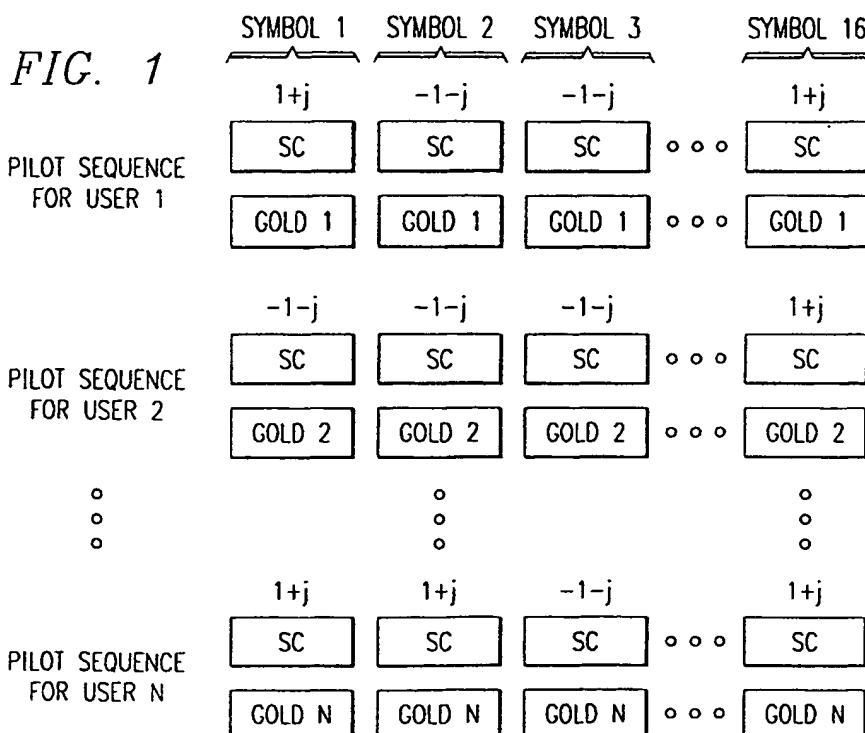 SYMBOL 1 SYMBOL 2 SYMBOL 3 SYMBOL 16
FIG. 1
1+j -1-j -1-j 1+j
PILOT SEQUENCE FOR USER 1
SC SC SC SC
GOLD 1 GOLD 1 GOLD 1 GOLD 1
-1-j -1-j -1-j 1+j
PILOT SEQUENCE FOR USER 2
SC SC SC SC
GOLD 2 GOLD 2 GOLD 2 GOLD 2
1+j 1+j -1-j 1+j
PILOT SEQUENCE FOR USER N
SC SC SC SC
GOLD N GOLD N GOLD N GOLD N